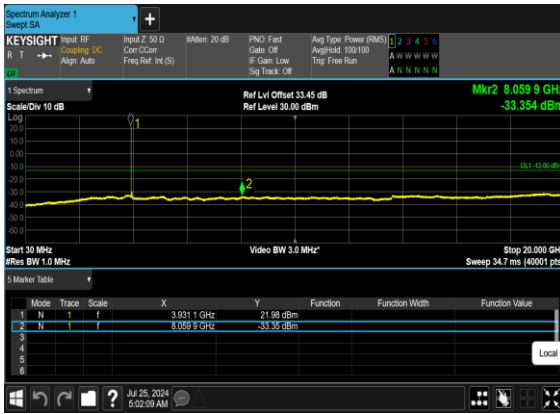 Spectrum Analyzer 1
Swept SA
KEYSIGHT
R T
Input: RF
Coupling: DC
Align: Auto
Input Z: 50 Ω
Corr CCorr
Freq Ref: Int (S)
#Atten: 20 dB
PNO: Fast
Gate: Off
IF Gain: Low
Sig Track: Off
Avg Type: Power (RMS)
Avg|Hold: 100/100
Trig: Free Run
1 2 3 4 5 6
A W W W W W
A N N N N N
1 Spectrum
Scale/Div 10 dB
Ref Lvl Offset 33.45 dB
Ref Level 30.00 dBm
Mkr2 8.059 9 GHz
-33.354 dBm
Log
20.0
10.0
0.00
-10.0
-20.0
-30.0
-40.0
-50.0
-60.0
1
2
DL1 -13.00 dBm
Start 30 MHz
#Res BW 1.0 MHz
Video BW 3.0 MHz*
Stop 20.000 GHz
Sweep 34.7 ms (40001 pts)
5 Marker Table
Mode Trace Scale X Y Function Function Width Function Value
1 N 1 f 3.931 1 GHz 21.98 dBm
2 N 1 f 8.059 9 GHz -33.35 dBm
3
4
5
6
Local
?
Jul 25, 2024
5:02:09 AM